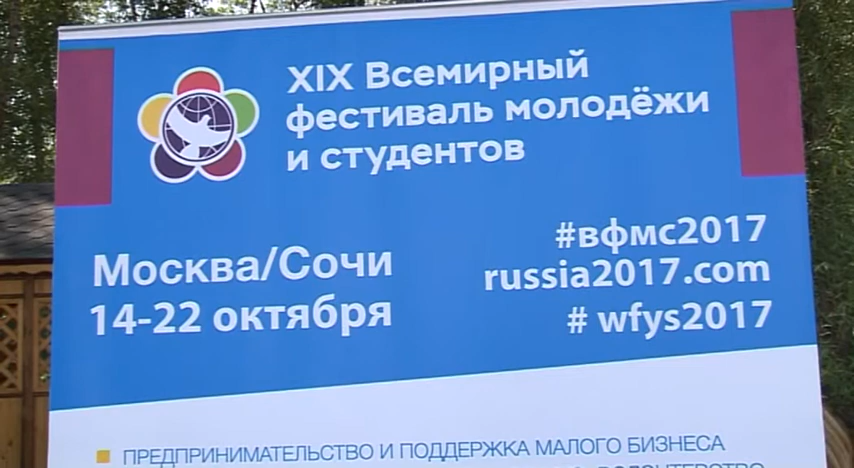 XIX Всемирный
фестиваль молодёжи
и студентов
Москва/Сочи
14-22 октября
#вфмс2017
russia2017.com
# wfys2017
ПРЕДПРИНИМАТЕЛЬСТВО И ПОДДЕРЖКА МАЛОГО БИЗНЕСА